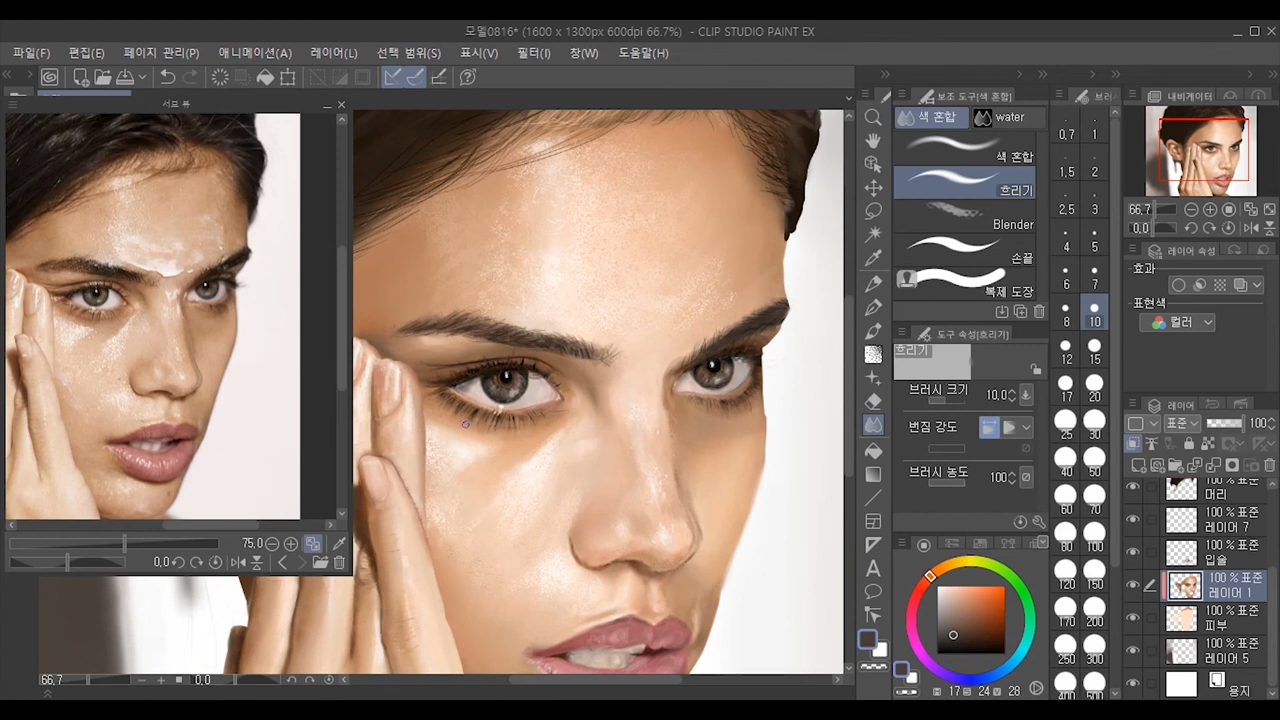 모델0816* (1600 x 1300px 600dpi 66.7%) - CLIP STUDIO PAINT EX
파일(F) 편집(E) 페이지 관리(P) 애니메이션(A) 레이어(L) 선택 범위(S) 표시(V) 필터(I) 창(W) 도움말(H)
서브 뷰
75.0
0.0
66.7 0.0
보조 도구[색 혼합]
색 혼합 water
색 혼합
흐리기
Blender
손끝
복제 도장
도구 속성[흐리기]
흐리기
브러시 크기 10.0
번짐 강도
브러시 농도 100
17 24 28
브러
0.7 1
1.5 2
2.5 3
4 5
6 7
8 10
12 15
17 20
25 30
40 50
60 70
80 100
120 150
170 200
250 300
400 500
내비게이터
66.7
0.0
레이어 속성
효과
표현색
컬러
레이어
표준 100
100 % 표준
머리
100 % 표준
레이어 7
100 % 표준
입술
100 % 표준
레이어 1
100 % 표준
피부
100 % 표준
레이어 5
용지